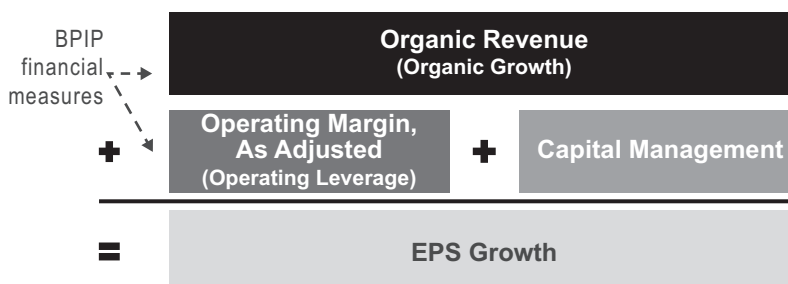 BPIP
financial
measures
Organic Revenue
(Organic Growth)
+
Operating Margin,
As Adjusted
(Operating Leverage)
+
Capital Management
=
EPS Growth